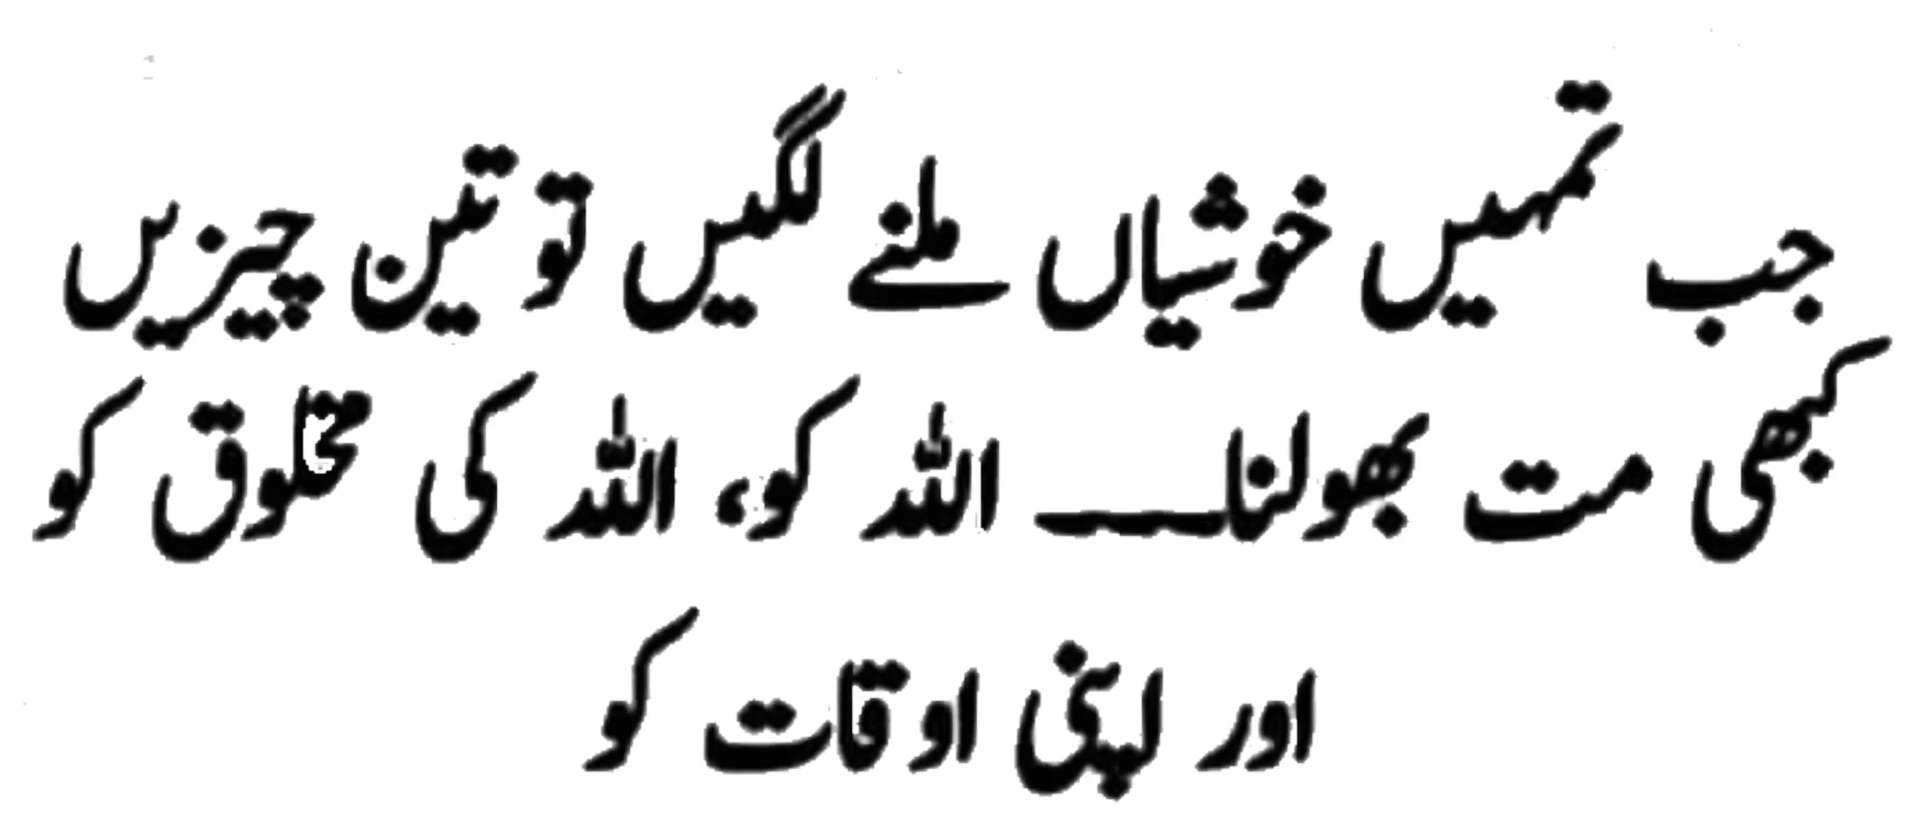 جب تمہیں خوشیاں ملنے لگیں تو تین چیزیں
کبھی مت بھولنا۔۔۔ اللہ کو، اللہ کی مخلوق کو
اور اپنی اوقات کو